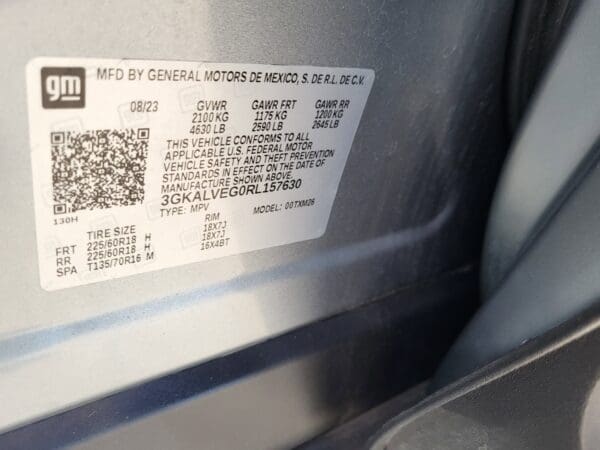 gm MFD BY GENERAL MOTORS DE MEXICO, S. DE R.L. DE C.V.
08/23 GVWR GAWR FRT GAWR RR
2100 KG 1175 KG 1200 KG
4630 LB 2590 LB 2645 LB
THIS VEHICLE CONFORMS TO ALL
APPLICABLE U.S. FEDERAL MOTOR
VEHICLE SAFETY AND THEFT PREVENTION
STANDARDS IN EFFECT ON THE DATE OF
MANUFACTURE SHOWN ABOVE.
3GKALVEG0RL157630
130H TYPE: MPV MODEL: 00TXM26
TIRE SIZE RIM
FRT 225/60R18 H 18X7J
RR 225/60R18 H 18X7J
SPA T135/70R16 M 16X4BT